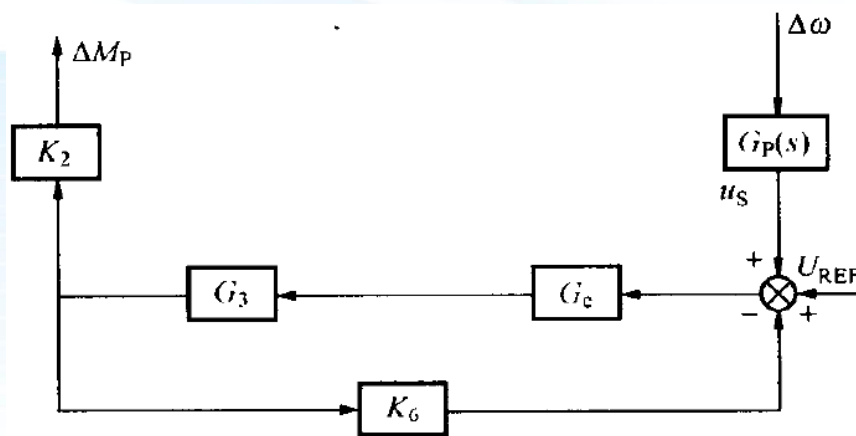 ΔM_P
Δω
K_2
G_P(s)
u_S
+
U_REF
G_3
G_e
−
+
K_6